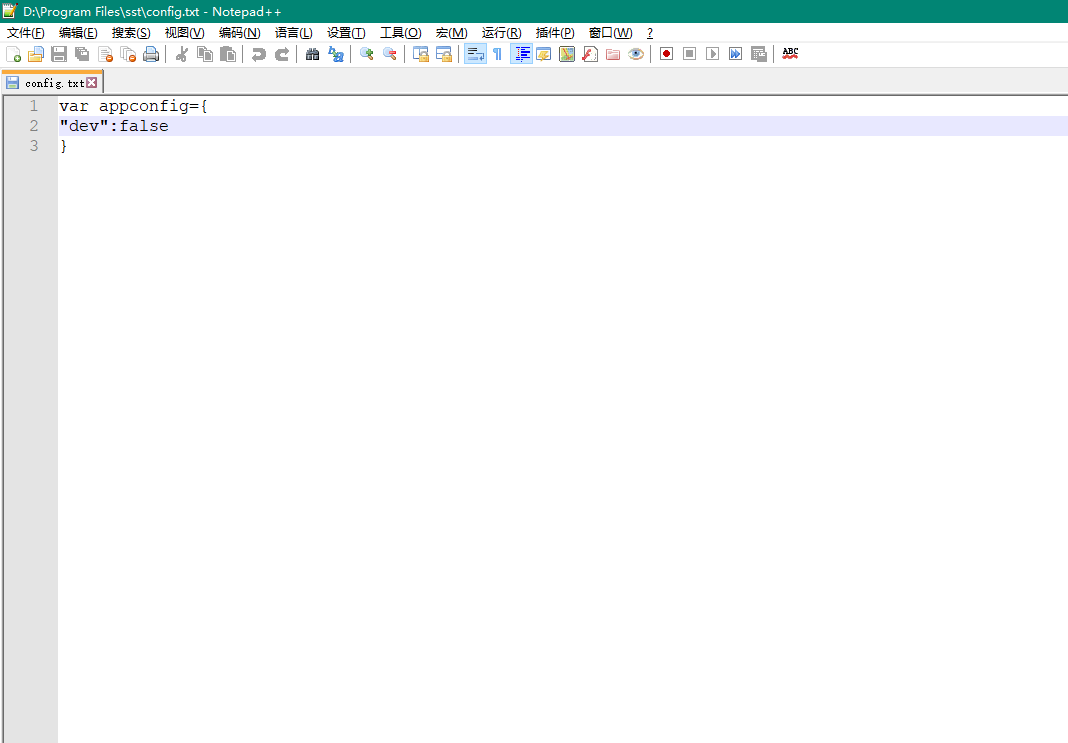 D:\Program Files\sst\config.txt - Notepad++
文件(F) 编辑(E) 搜索(S) 视图(V) 编码(N) 语言(L) 设置(T) 工具(O) 宏(M) 运行(R) 插件(P) 窗口(W) ?
ABC
config.txt
1 var appconfig={
2 "dev":false
3 }